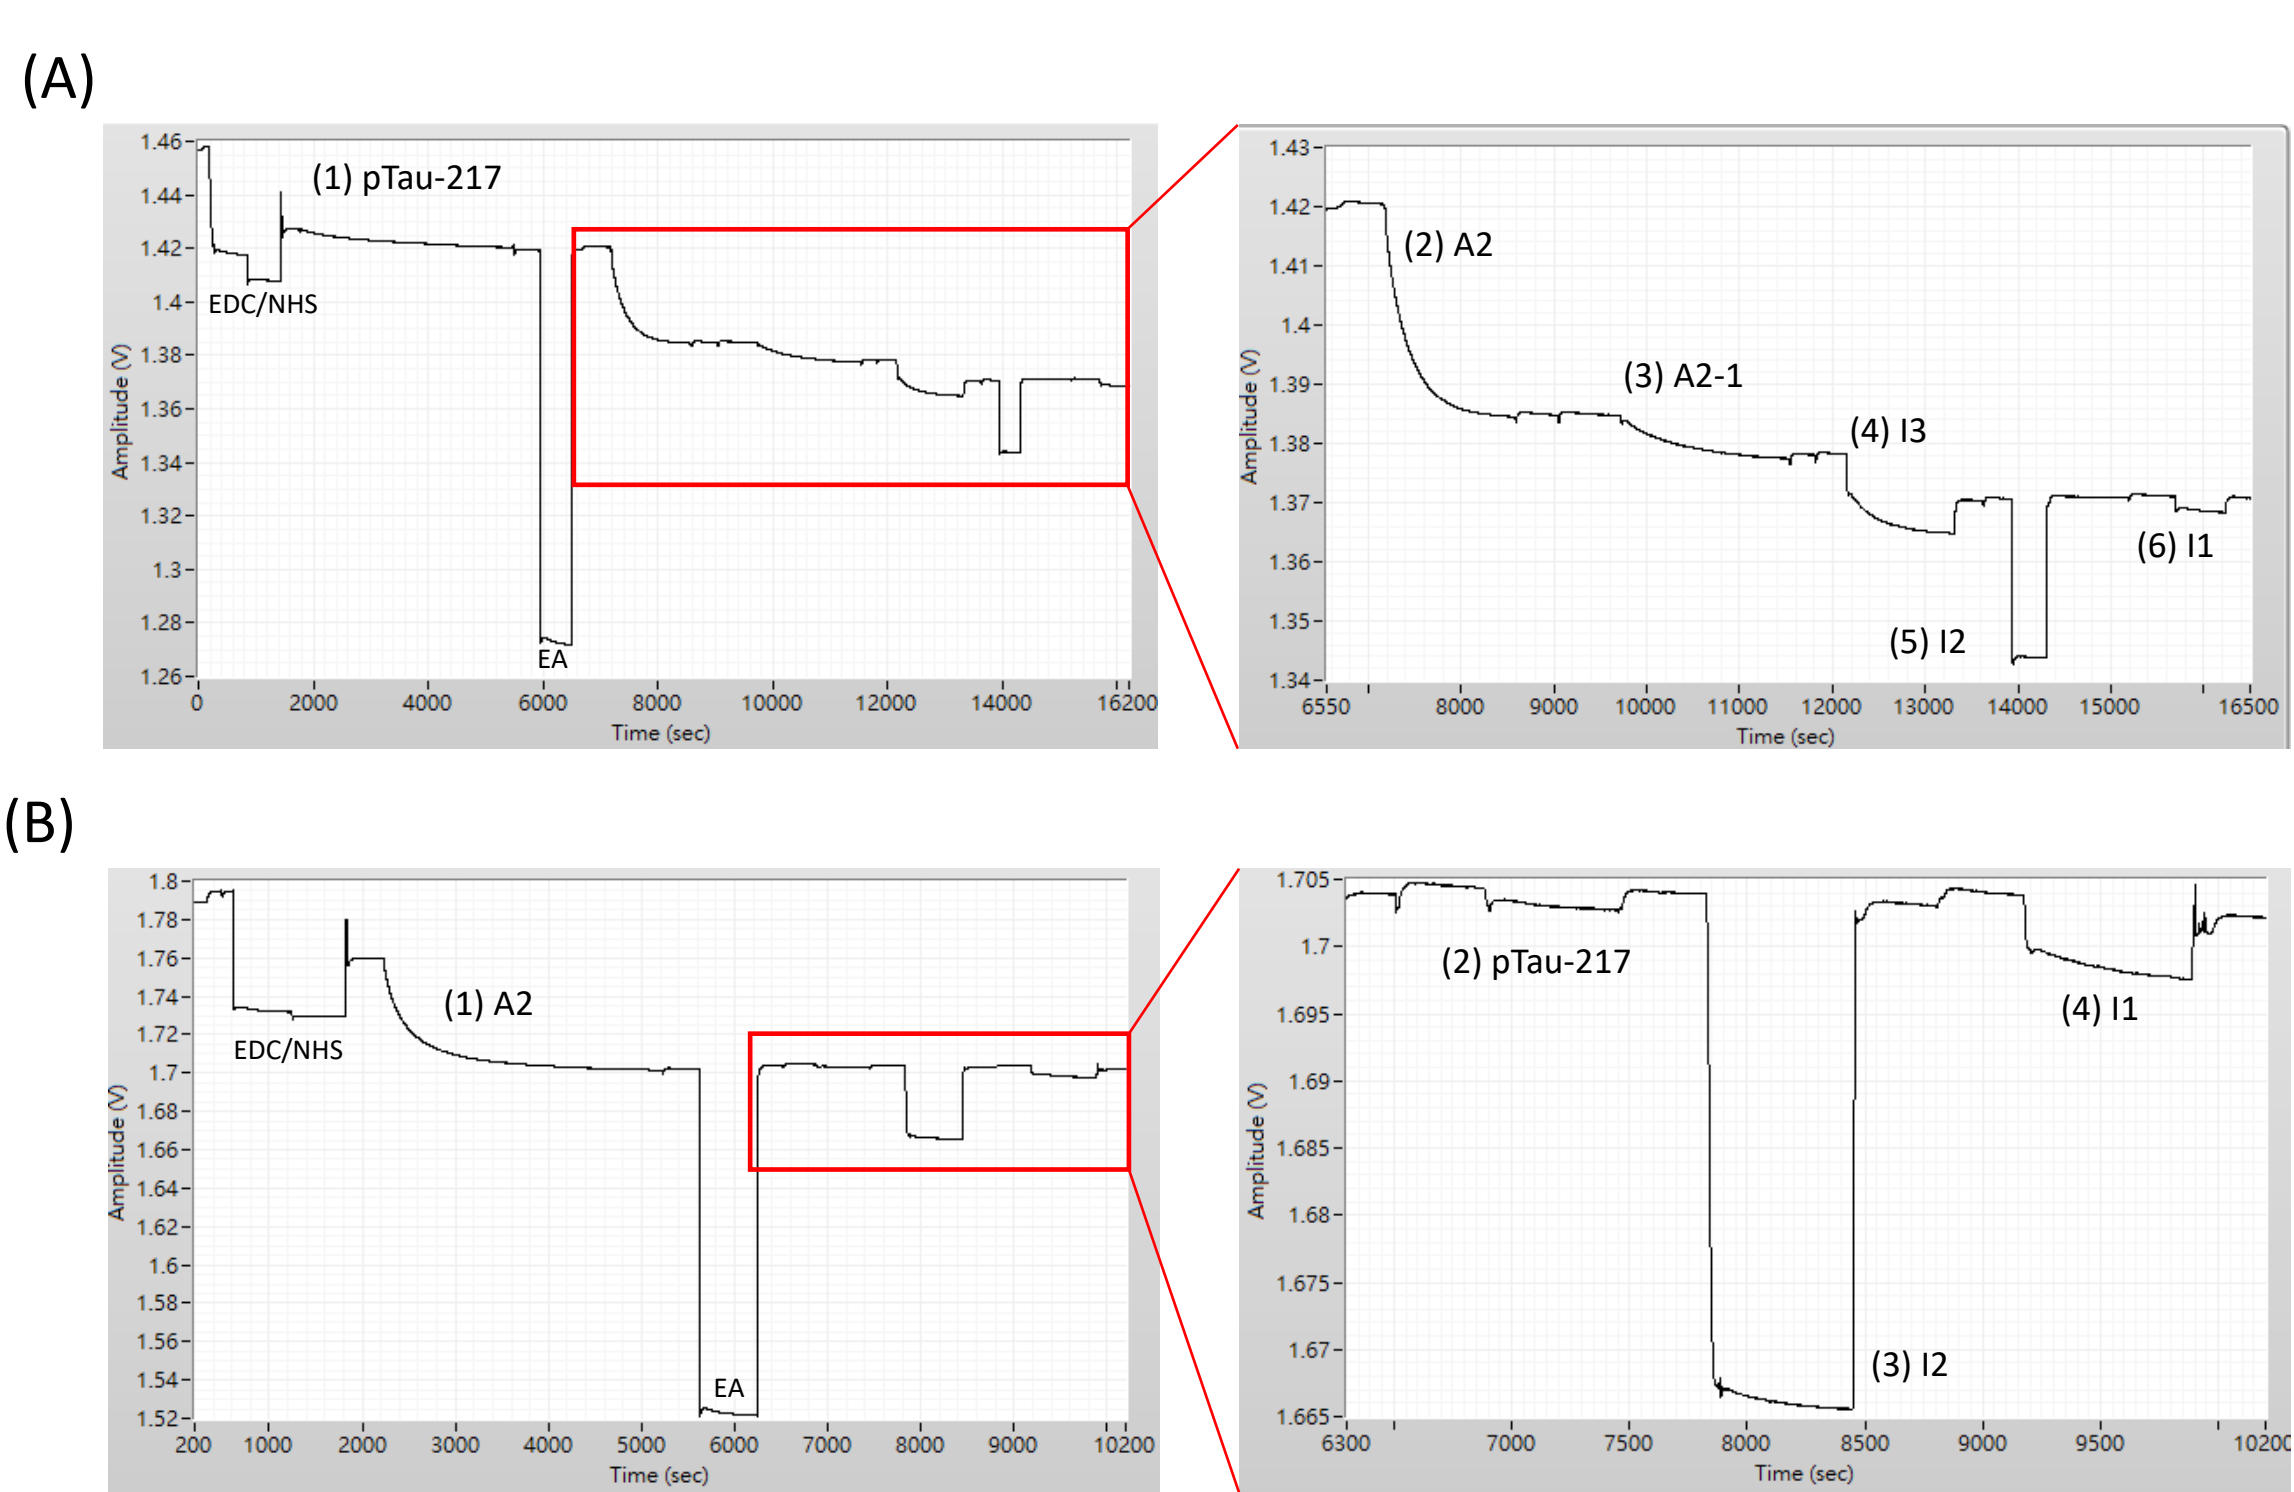 (A)
1.46
1.44
1.42
1.4
1.38
1.36
1.34
1.32
1.3
1.28
1.26
Amplitude (V)
(1) pTau-217
EDC/NHS
EA
0 2000 4000 6000 8000 10000 12000 14000 16200
Time (sec)
1.43
1.42
1.41
1.4
1.39
1.38
1.37
1.36
1.35
1.34
Amplitude (V)
(2) A2
(3) A2-1
(4) I3
(5) I2
(6) I1
6550 8000 9000 10000 11000 12000 13000 14000 15000 16500
Time (sec)
(B)
1.8
1.78
1.76
1.74
1.72
1.7
1.68
1.66
1.64
1.62
1.6
1.58
1.56
1.54
1.52
Amplitude (V)
EDC/NHS
(1) A2
EA
200 1000 2000 3000 4000 5000 6000 7000 8000 9000 10200
Time (sec)
1.705
1.7
1.695
1.69
1.685
1.68
1.675
1.67
1.665
Amplitude (V)
(2) pTau-217
(3) I2
(4) I1
6300 7000 7500 8000 8500 9000 9500 10200
Time (sec)